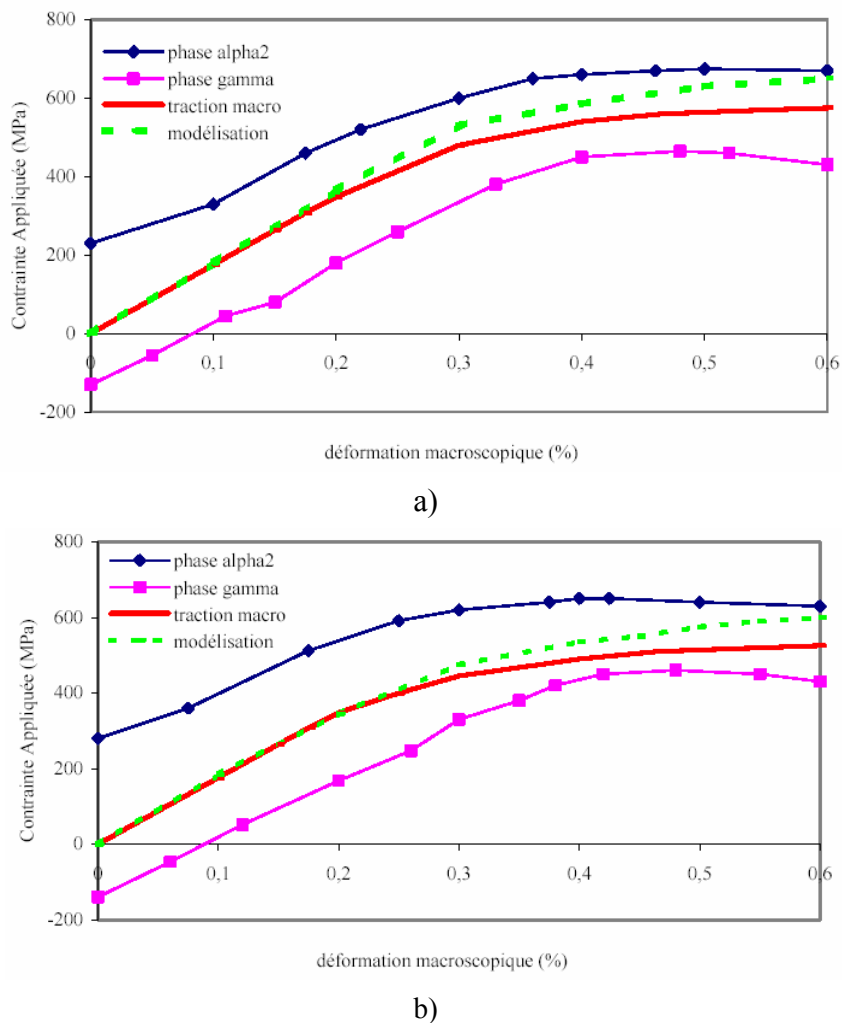 800
600
400
200
0
-200
Contrainte Appliquée (MPa)
phase alpha2
phase gamma
traction macro
modélisation
0 0,1 0,2 0,3 0,4 0,5 0,6
déformation macroscopique (%)
a)
800
600
400
200
0
-200
Contrainte Appliquée (MPa)
phase alpha2
phase gamma
traction macro
modélisation
0 0,1 0,2 0,3 0,4 0,5 0,6
déformation macroscopique (%)
b)